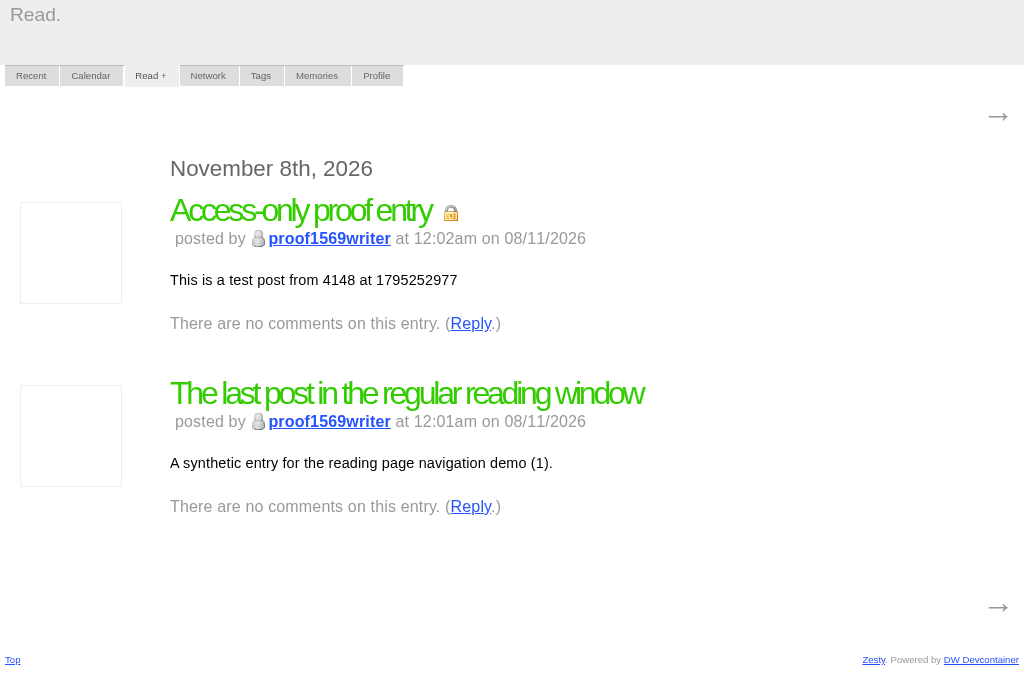 Read.
Recent Calendar Read + Network Tags Memories Profile
→
November 8th, 2026
Access-only proof entry
posted by proof1569writer at 12:02am on 08/11/2026
This is a test post from 4148 at 1795252977
There are no comments on this entry. (Reply.)
The last post in the regular reading window
posted by proof1569writer at 12:01am on 08/11/2026
A synthetic entry for the reading page navigation demo (1).
There are no comments on this entry. (Reply.)
→
Top Zesty. Powered by DW Devcontainer